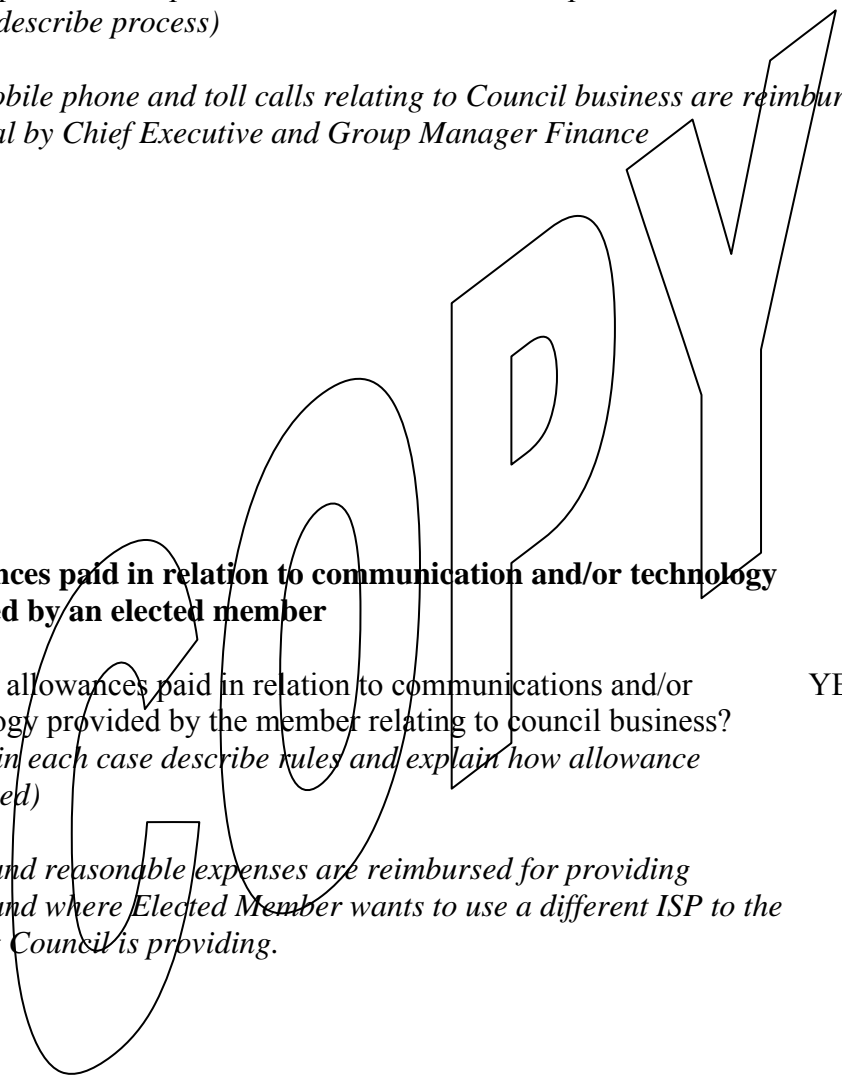 describe process)
obile phone and toll calls relating to Council business are reimbur
al by Chief Executive and Group Manager Finance
nces paid in relation to communication and/or technology
ed by an elected member
allowances paid in relation to communications and/or YE
ogy provided by the member relating to council business?
in each case describe rules and explain how allowance
ed)
and reasonable expenses are reimbursed for providing
and where Elected Member wants to use a different ISP to the
Council is providing.
COPY